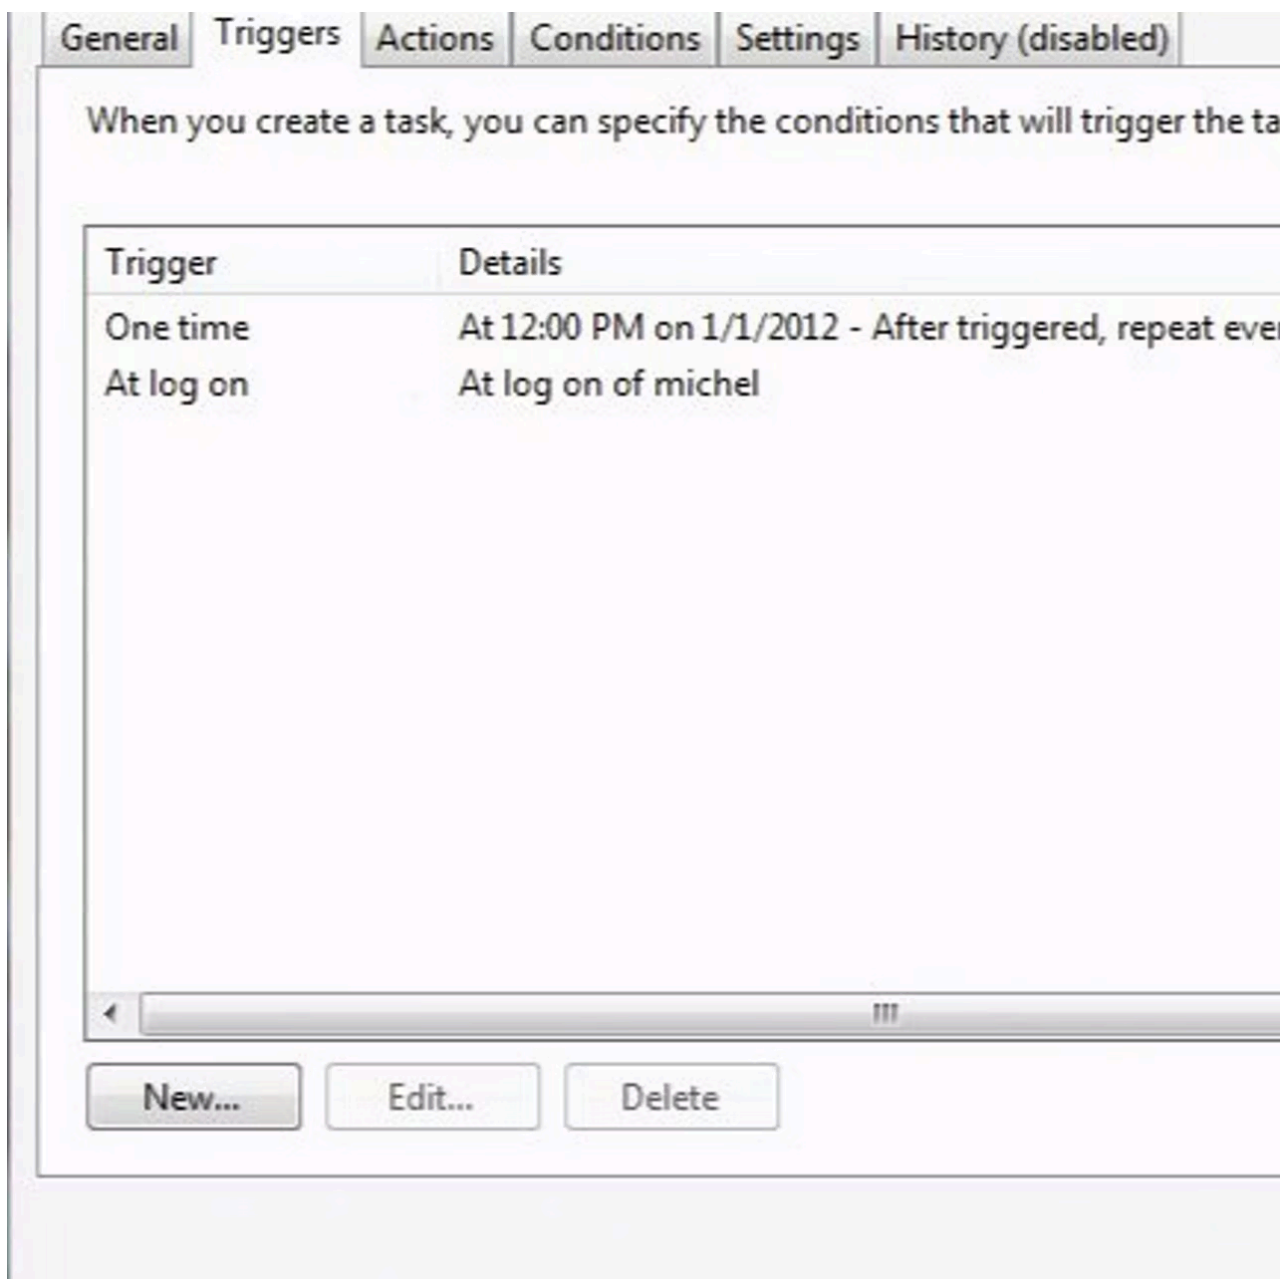 General Triggers Actions Conditions Settings History (disabled)
When you create a task, you can specify the conditions that will trigger the
Trigger Details
One time At 12:00 PM on 1/1/2012 - After triggered, repeat
At log on At log on of michel
New... Edit... Delete